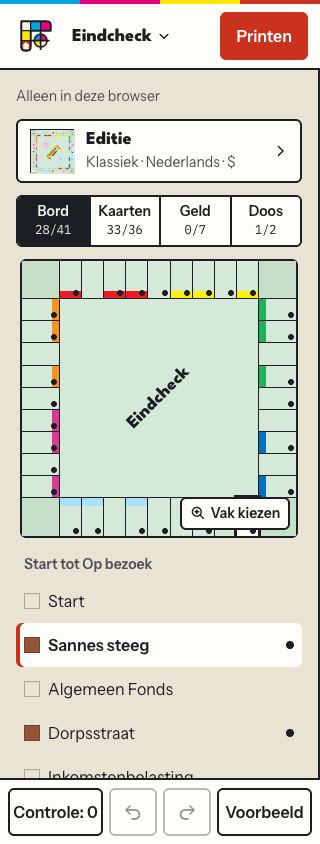 Eindcheck
Printen
Alleen in deze browser
Editie
Klassiek · Nederlands · $
Bord
28/41
Kaarten
33/36
Geld
0/7
Doos
1/2
Eindcheck
Vak kiezen
Start tot Op bezoek
Start
Sannes steeg
Algemeen Fonds
Dorpsstraat
Inkomstenbelasting
Controle: 0
Voorbeeld